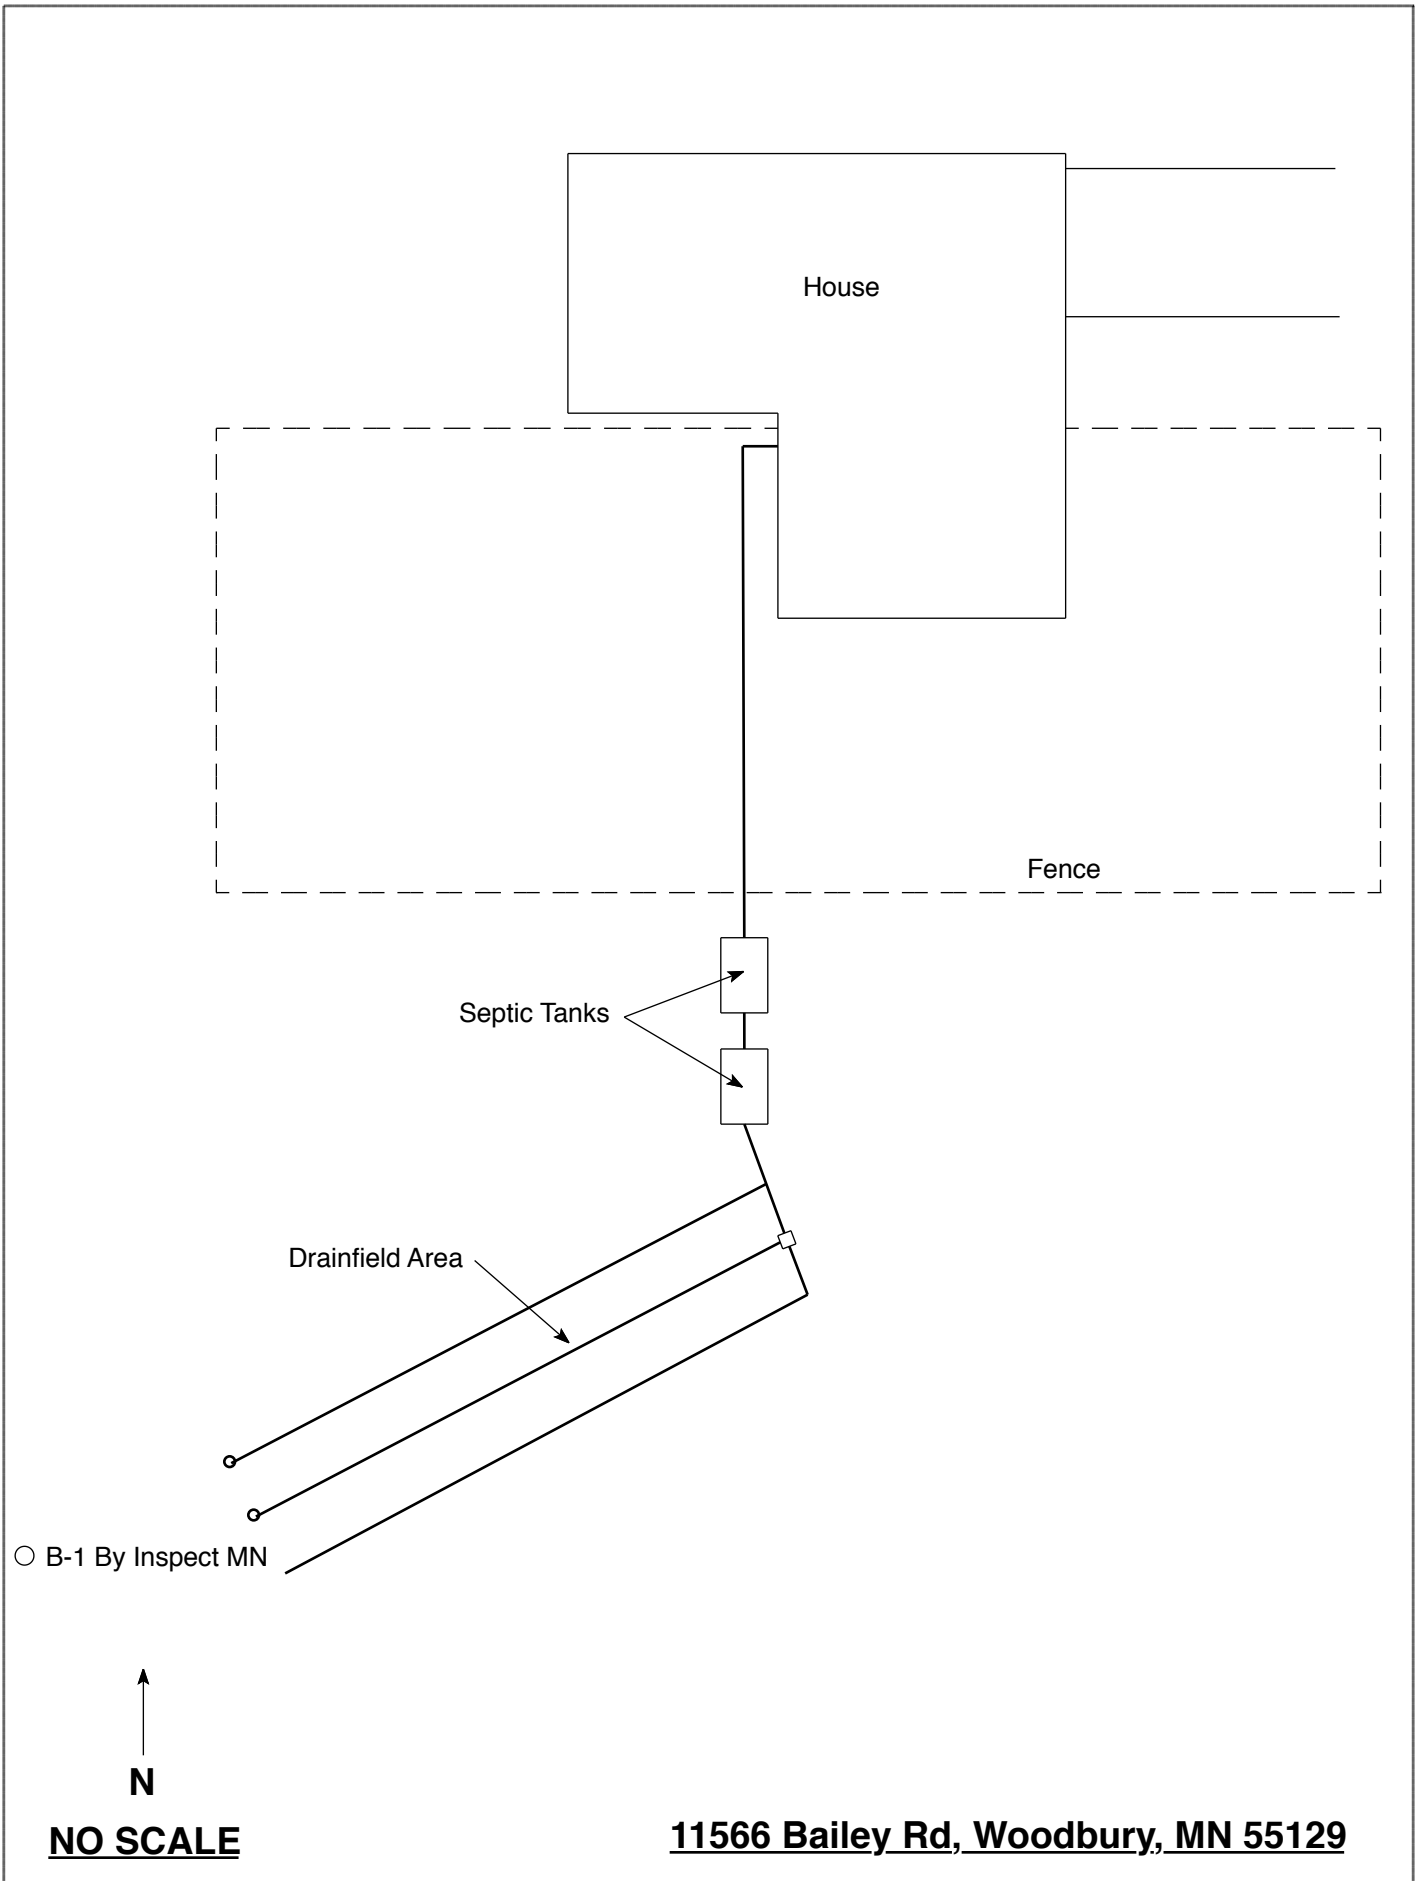 House
Fence
Septic Tanks
Drainfield Area
B-1 By Inspect MN
N
NO SCALE
11566 Bailey Rd, Woodbury, MN 55129